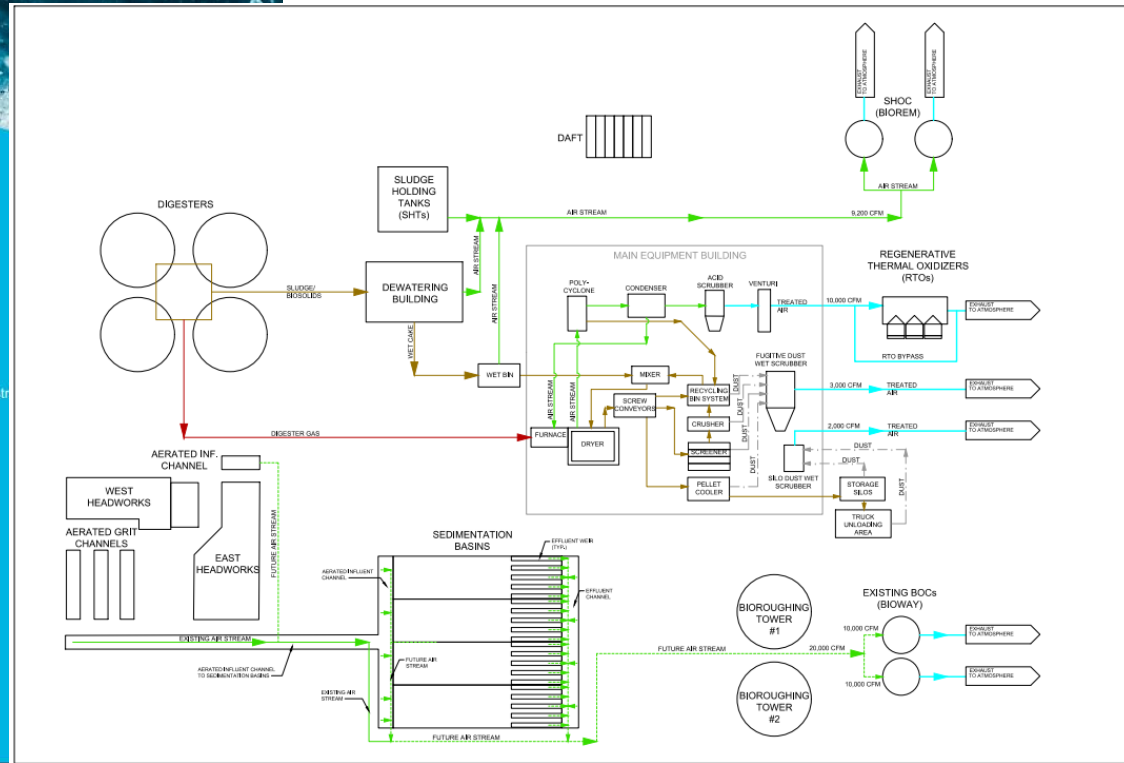 EXHAUST
TO ATMOSPHERE
EXHAUST
TO ATMOSPHERE
SHOC
(BIOREM)
DAFT
AIR STREAM
SLUDGE
HOLDING
TANKS
(SHTs)
AIR STREAM
9,200 CFM
DIGESTERS
SLUDGE/
BIOSOLIDS
DEWATERING
BUILDING
AIR STREAM
AIR STREAM
WET CAKE
WET BIN
MAIN EQUIPMENT BUILDING
POLY-
CYCLONE
CONDENSER
ACID
SCRUBBER
VENTURI
TREATED
AIR
10,000 CFM
REGENERATIVE
THERMAL OXIDIZERS
(RTOs)
EXHAUST
TO ATMOSPHERE
RTO BYPASS
FUGITIVE DUST
WET SCRUBBER
3,000 CFM
TREATED
AIR
EXHAUST
TO ATMOSPHERE
2,000 CFM
TREATED
AIR
EXHAUST
TO ATMOSPHERE
AIR STREAM
AIR STREAM
MIXER
SCREW
CONVEYORS
RECYCLING
BIN SYSTEM
CRUSHER
SCREENER
DUST
DUST
DUST
DUST
FURNACE
DRYER
PELLET
COOLER
SILO DUST WET
SCRUBBER
DUST
DUST
DUST
STORAGE
SILOS
TRUCK
UNLOADING
AREA
DIGESTER GAS
AERATED INF.
CHANNEL
WEST
HEADWORKS
AERATED GRIT
CHANNELS
EAST
HEADWORKS
FUTURE AIR STREAM
EXISTING AIR STREAM
AERATED INFLUENT CHANNEL
TO SEDIMENTATION BASINS
SEDIMENTATION
BASINS
EFFLUENT WEIR
(TYP.)
AERATED INFLUENT
CHANNEL
EFFLUENT
CHANNEL
FUTURE AIR
STREAM
EXISTING AIR
STREAM
FUTURE AIR STREAM
BIOROUGHING
TOWER
#1
BIOROUGHING
TOWER
#2
FUTURE AIR STREAM
20,000 CFM
EXISTING BOCs
(BIOWAY)
10,000 CFM
10,000 CFM
EXHAUST
TO ATMOSPHERE
EXHAUST
TO ATMOSPHERE